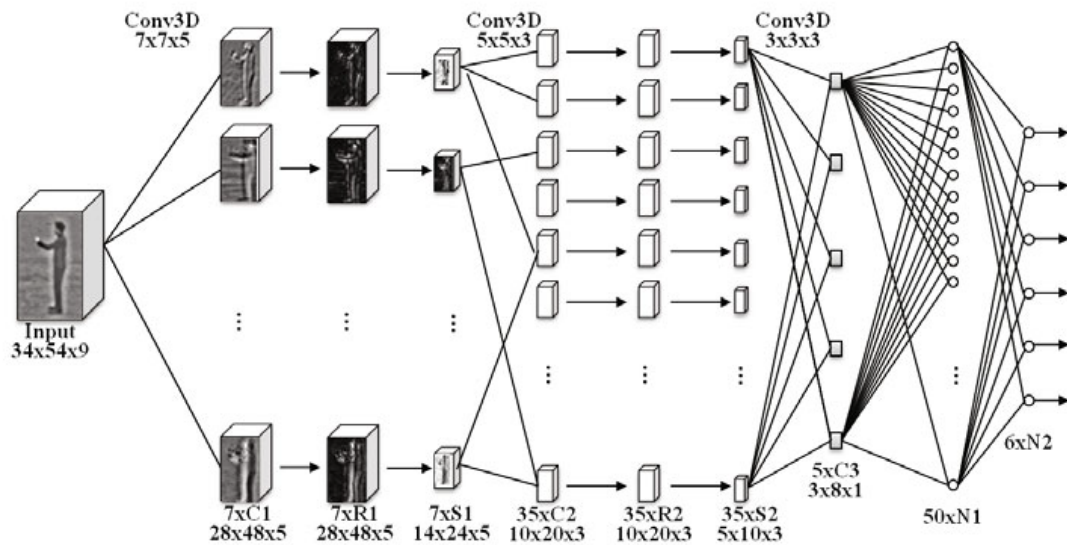 Conv3D
7x7x5
Conv3D
5x5x3
Conv3D
3x3x3
Input
34x54x9
7xC1
28x48x5
7xR1
28x48x5
7xS1
14x24x5
35xC2
10x20x3
35xR2
10x20x3
35xS2
5x10x3
5xC3
3x8x1
50xN1
6xN2